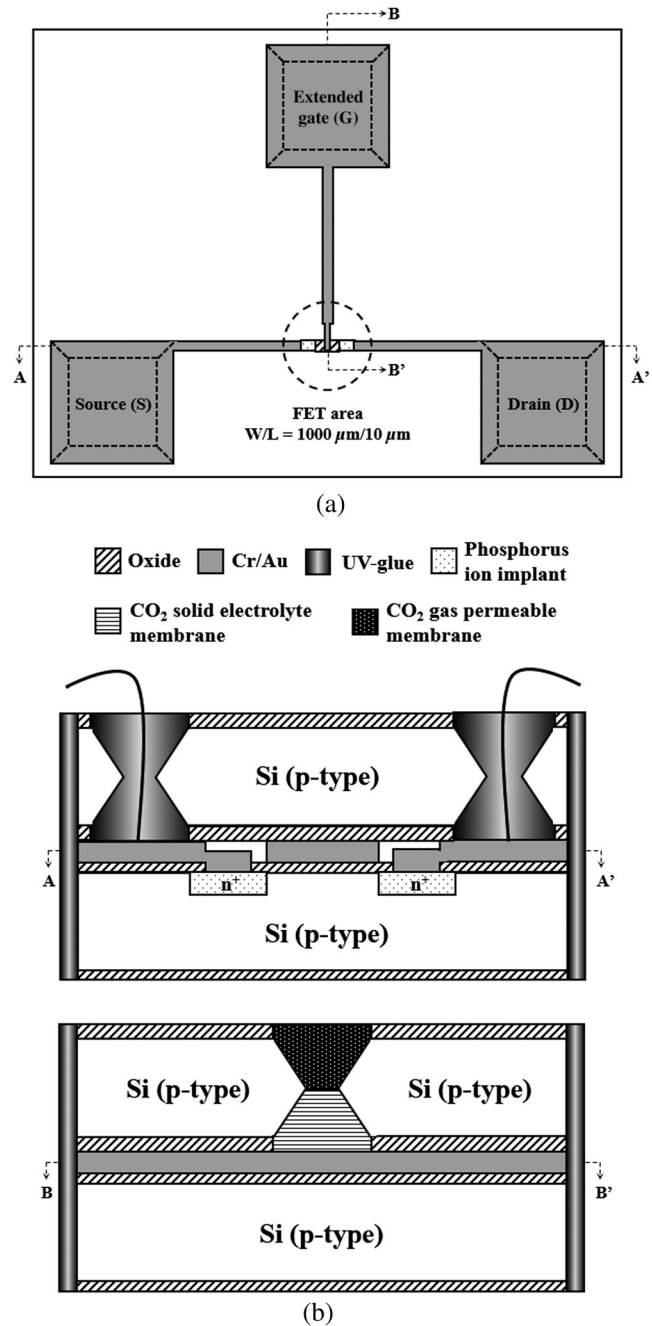 B
Extended
gate (G)
A
B'
A'
Source (S)
Drain (D)
FET area
W/L = 1000 µm/10 µm
(a)
Oxide
Cr/Au
UV-glue
Phosphorus
ion implant
CO₂ solid electrolyte
membrane
CO₂ gas permeable
membrane
Si (p-type)
A
A'
n⁺
n⁺
Si (p-type)
Si (p-type)
Si (p-type)
B
B'
Si (p-type)
(b)